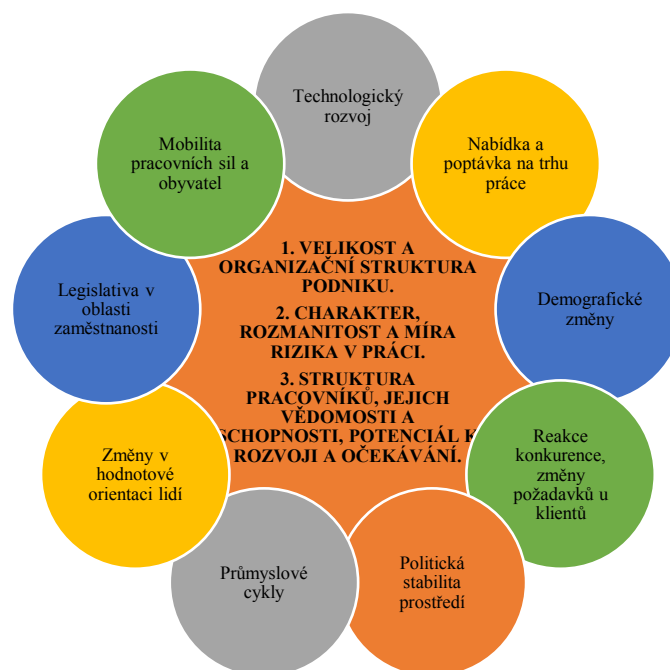 Technologický
rozvoj
Nabídka a
poptávka na trhu
práce
Demografické
změny
Reakce
konkurence,
změny
požadavků u
klientů
Politická
stabilita
prostředí
Průmyslové
cykly
Změny v
hodnotové
orientaci lidí
Legislativa v
oblasti
zaměstnanosti
Mobilita
pracovních sil a
obyvatel
1. VELIKOST A
ORGANIZAČNÍ STRUKTURA
PODNIKU.
2. CHARAKTER,
ROZMANITOST A MÍRA
RIZIKA V PRÁCI.
3. STRUKTURA
PRACOVNÍKŮ, JEJICH
VĚDOMOSTI A
SCHOPNOSTI, POTENCIÁL K
ROZVOJI A OČEKÁVÁNÍ.